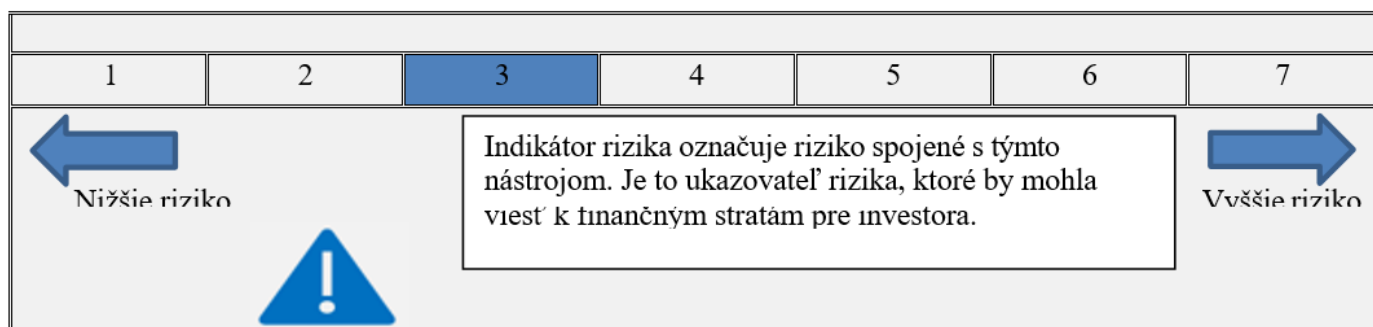 1 2 3 4 5 6 7
Indikátor rizika označuje riziko spojené s týmto
nástrojom. Je to ukazovateľ rizika, ktoré by mohla
viesť k finančným stratám pre investora.
Nižšie riziko
Vyššie riziko
!